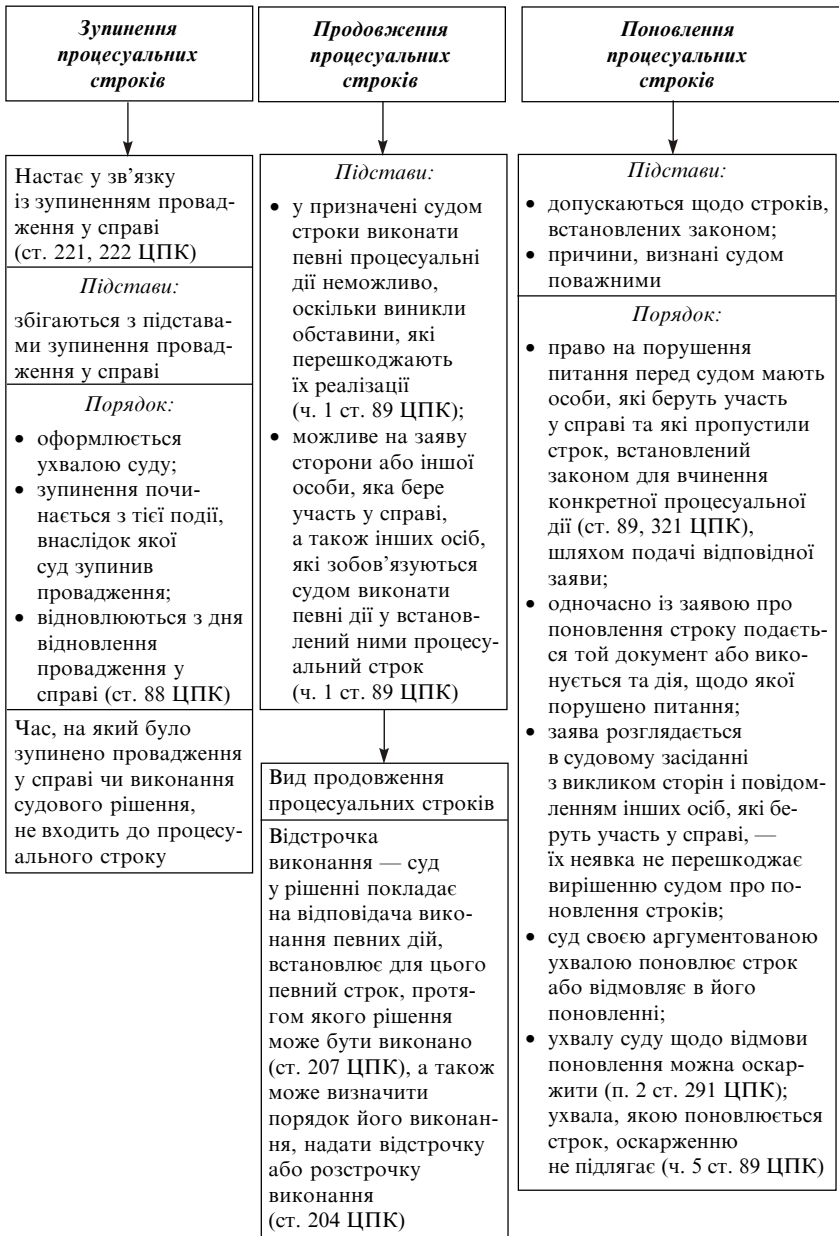 Зупинення
процесуальних
строків
Настає у зв’язку
із зупиненням провад-
ження у справі
(ст. 221, 222 ЦПК)
Підстави:
збігаються з підстава-
ми зупинення провад-
ження у справі
Порядок:
• оформлюється
ухвалою суду;
• зупинення почи-
нається з тієї події,
внаслідок якої
суд зупинив
провадження;
• відновлюються з дня
відновлення
провадження у
справі (ст. 88 ЦПК)
Час, на який було
зупинено провадження
у справі чи виконання
судового рішення,
не входить до процесу-
ального строку
Продовження
процесуальних
строків
Підстави:
• у призначені судом
строки виконати
певні процесуальні
дії неможливо,
оскільки виникли
обставини, які
перешкоджають
їх реалізації
(ч. 1 ст. 89 ЦПК);
• можливе на заяву
сторони або іншої
особи, яка бере
участь у справі,
а також інших осіб,
які зобов’язуються
судом виконати
певні дії у встанов-
лений ними процесу-
альний строк
(ч. 1 ст. 89 ЦПК)
Вид продовження
процесуальних строків
Відстрочка
виконання — суд
у рішенні покладає
на відповідача вико-
нання певних дій,
встановлює для цього
певний строк, протя-
гом якого рішення
може бути виконано
(ст. 207 ЦПК), а також
може визначити
порядок його виконан-
ня, надати відстрочку
або розстрочку
виконання
(ст. 204 ЦПК)
Поновлення
процесуальних
строків
Підстави:
• допускаються щодо строків,
встановлених законом;
• причини, визнані судом
поважними
Порядок:
• право на порушення
питання перед судом мають
особи, які беруть участь
у справі та які пропустили
строк, встановлений
законом для вчинення
конкретної процесуальної
дії (ст. 89, 321 ЦПК),
шляхом подачі відповідної
заяви;
• одночасно із заявою про
поновлення строку подаєть-
ся той документ або вико-
нується та дія, щодо якої
порушено питання;
• заява розглядається
в судовому засіданні
з викликом сторін і повідом-
ленням інших осіб, які бе-
руть участь у справі, —
їх неявка не перешкоджає
вирішенню судом про по-
новлення строків;
• суд своєю аргументованою
ухвалою поновлює строк
або відмовляє в його
поновленні;
• ухвалу суду щодо відмови
поновлення можна оскар-
жити (п. 2 ст. 291 ЦПК);
ухвала, якою поновлюється
строк, оскарженню
не підлягає (ч. 5 ст. 89 ЦПК)